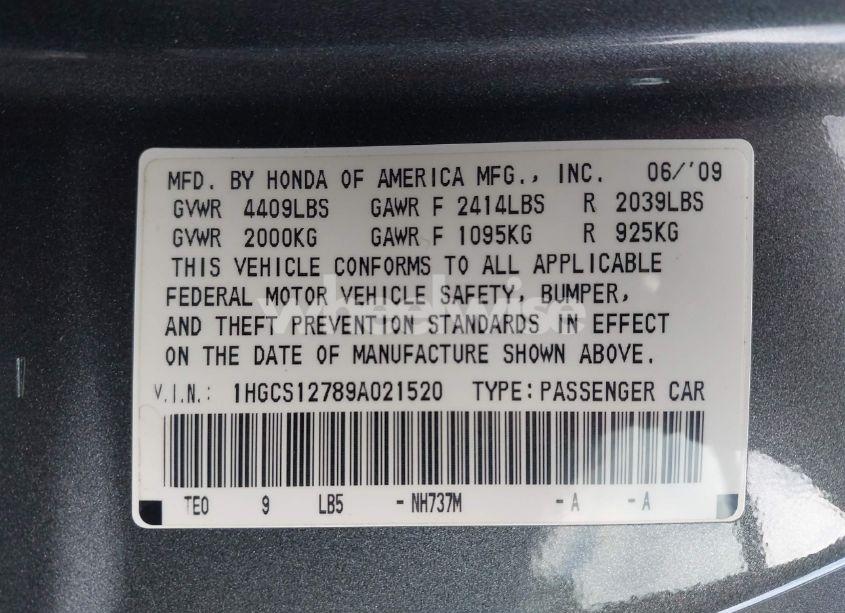 MFD. BY HONDA OF AMERICA MFG., INC. 06/'09
GVWR 4409LBS GAWR F 2414LBS R 2039LBS
GVWR 2000KG GAWR F 1095KG R 925KG
THIS VEHICLE CONFORMS TO ALL APPLICABLE
FEDERAL MOTOR VEHICLE SAFETY, BUMPER,
AND THEFT PREVENTION STANDARDS IN EFFECT
ON THE DATE OF MANUFACTURE SHOWN ABOVE.
wheelwise
V.I.N.: 1HGCS12789A021520 TYPE: PASSENGER CAR
TE0 9 LB5 - NH737M - A - A